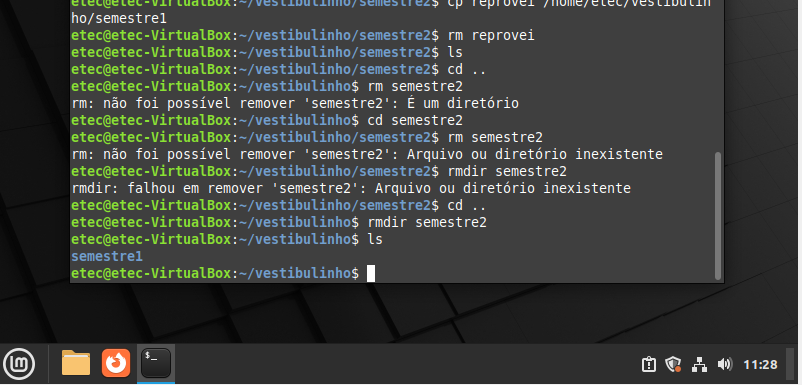 etec@etec-VirtualBox:~/vestibulinho/semestre2$ cp reprovei /home/etec/vestibulin
ho/semestre1
etec@etec-VirtualBox:~/vestibulinho/semestre2$ rm reprovei
etec@etec-VirtualBox:~/vestibulinho/semestre2$ ls
etec@etec-VirtualBox:~/vestibulinho/semestre2$ cd ..
etec@etec-VirtualBox:~/vestibulinho$ rm semestre2
rm: não foi possível remover 'semestre2': É um diretório
etec@etec-VirtualBox:~/vestibulinho$ cd semestre2
etec@etec-VirtualBox:~/vestibulinho/semestre2$ rm semestre2
rm: não foi possível remover 'semestre2': Arquivo ou diretório inexistente
etec@etec-VirtualBox:~/vestibulinho/semestre2$ rmdir semestre2
rmdir: falhou em remover 'semestre2': Arquivo ou diretório inexistente
etec@etec-VirtualBox:~/vestibulinho/semestre2$ cd ..
etec@etec-VirtualBox:~/vestibulinho$ rmdir semestre2
etec@etec-VirtualBox:~/vestibulinho$ ls
semestre1
etec@etec-VirtualBox:~/vestibulinho$
$_
11:28